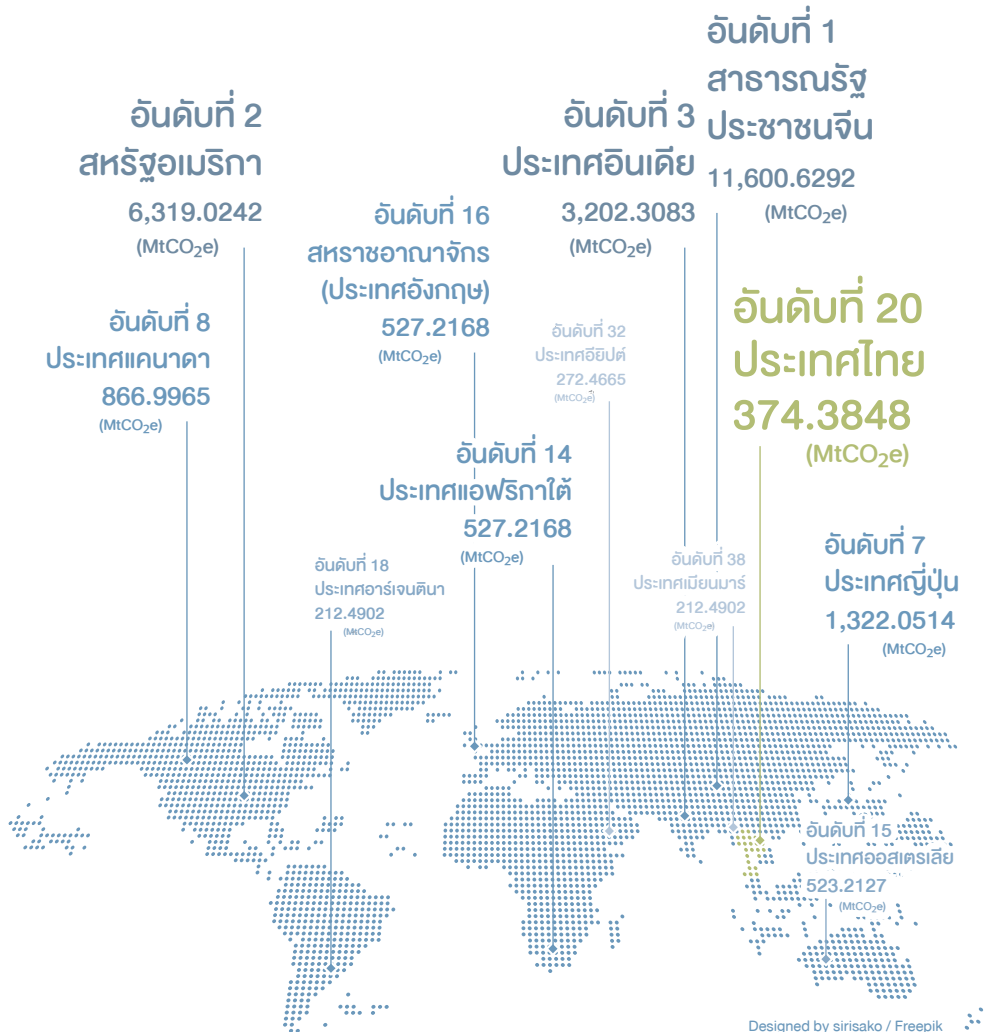 อันดับที่ 1
สาธารณรัฐ
ประชาชนจีน
11,600.6292
(MtCO₂e)
อันดับที่ 2
สหรัฐอเมริกา
6,319.0242
(MtCO₂e)
อันดับที่ 3
ประเทศอินเดีย
3,202.3083
(MtCO₂e)
อันดับที่ 16
สหราชอาณาจักร
(ประเทศอังกฤษ)
527.2168
(MtCO₂e)
อันดับที่ 8
ประเทศแคนาดา
866.9965
(MtCO₂e)
อันดับที่ 32
ประเทศอียิปต์
272.4665
(MtCO₂e)
อันดับที่ 20
ประเทศไทย
374.3848
(MtCO₂e)
อันดับที่ 14
ประเทศแอฟริกาใต้
527.2168
(MtCO₂e)
อันดับที่ 18
ประเทศอาร์เจนตินา
212.4902
(MtCO₂e)
อันดับที่ 38
ประเทศเมียนมาร์
212.4902
(MtCO₂e)
อันดับที่ 7
ประเทศญี่ปุ่น
1,322.0514
(MtCO₂e)
อันดับที่ 15
ประเทศออสเตรเลีย
523.2127
(MtCO₂e)
Designed by sirisako / Freepik